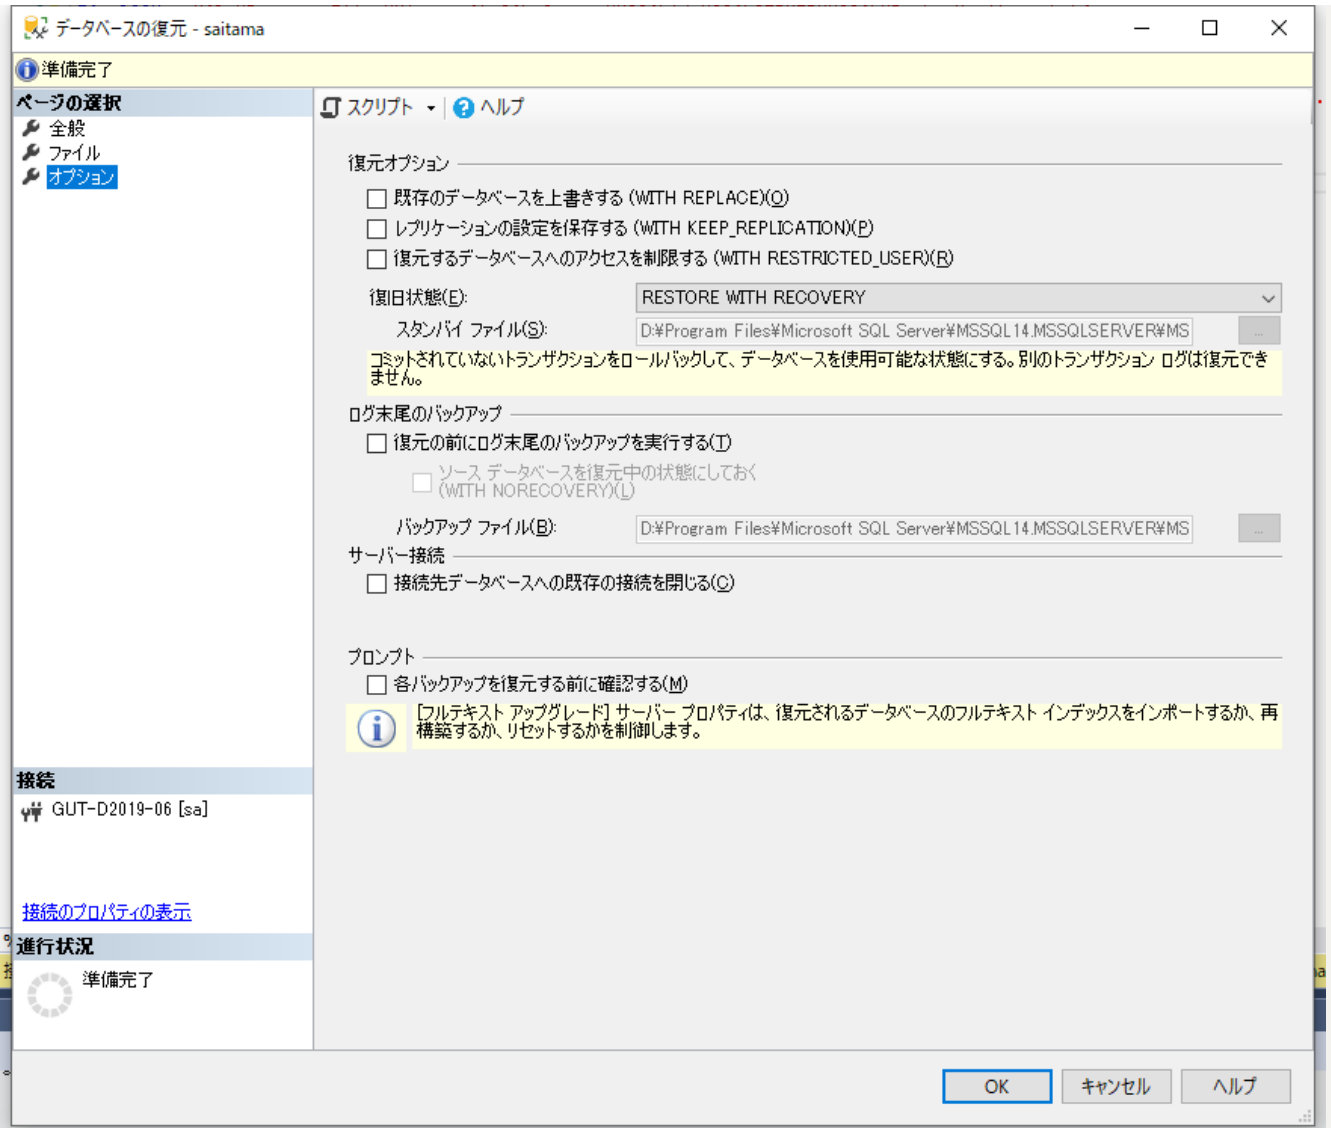 データベースの復元 - saitama
準備完了
ページの選択
全般
ファイル
オプション
スクリプト
ヘルプ
復元オプション
既存のデータベースを上書きする (WITH REPLACE)(O)
レプリケーションの設定を保存する (WITH KEEP_REPLICATION)(P)
復元するデータベースへのアクセスを制限する (WITH RESTRICTED_USER)(R)
復旧状態(E):
RESTORE WITH RECOVERY
スタンバイ ファイル(S):
D:¥Program Files¥Microsoft SQL Server¥MSSQL14.MSSQLSERVER¥MS
...
コミットされていないトランザクションをロールバックして、データベースを使用可能な状態にする。別のトランザクション ログは復元でき
ません。
ログ末尾のバックアップ
復元の前にログ末尾のバックアップを実行する(T)
ソース データベースを復元中の状態にしておく
(WITH NORECOVERY)(L)
バックアップ ファイル(B):
D:¥Program Files¥Microsoft SQL Server¥MSSQL14.MSSQLSERVER¥MS
...
サーバー接続
接続先データベースへの既存の接続を閉じる(C)
プロンプト
各バックアップを復元する前に確認する(M)
[フルテキスト アップグレード] サーバー プロパティは、復元されるデータベースのフルテキスト インデックスをインポートするか、再
構築するか、リセットするかを制御します。
接続
GUT-D2019-06 [sa]
接続のプロパティの表示
進行状況
準備完了
OK
キャンセル
ヘルプ